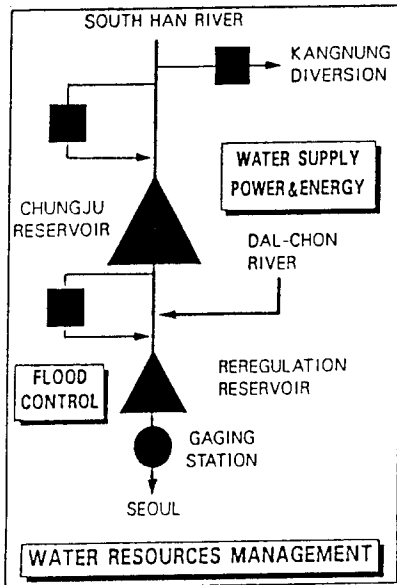 SOUTH HAN RIVER
KANGNUNG
DIVERSION
WATER SUPPLY
POWER & ENERGY
CHUNGJU
RESERVOIR
DAL-CHON
RIVER
FLOOD
CONTROL
REREGULATION
RESERVOIR
GAGING
STATION
SEOUL
WATER RESOURCES MANAGEMENT